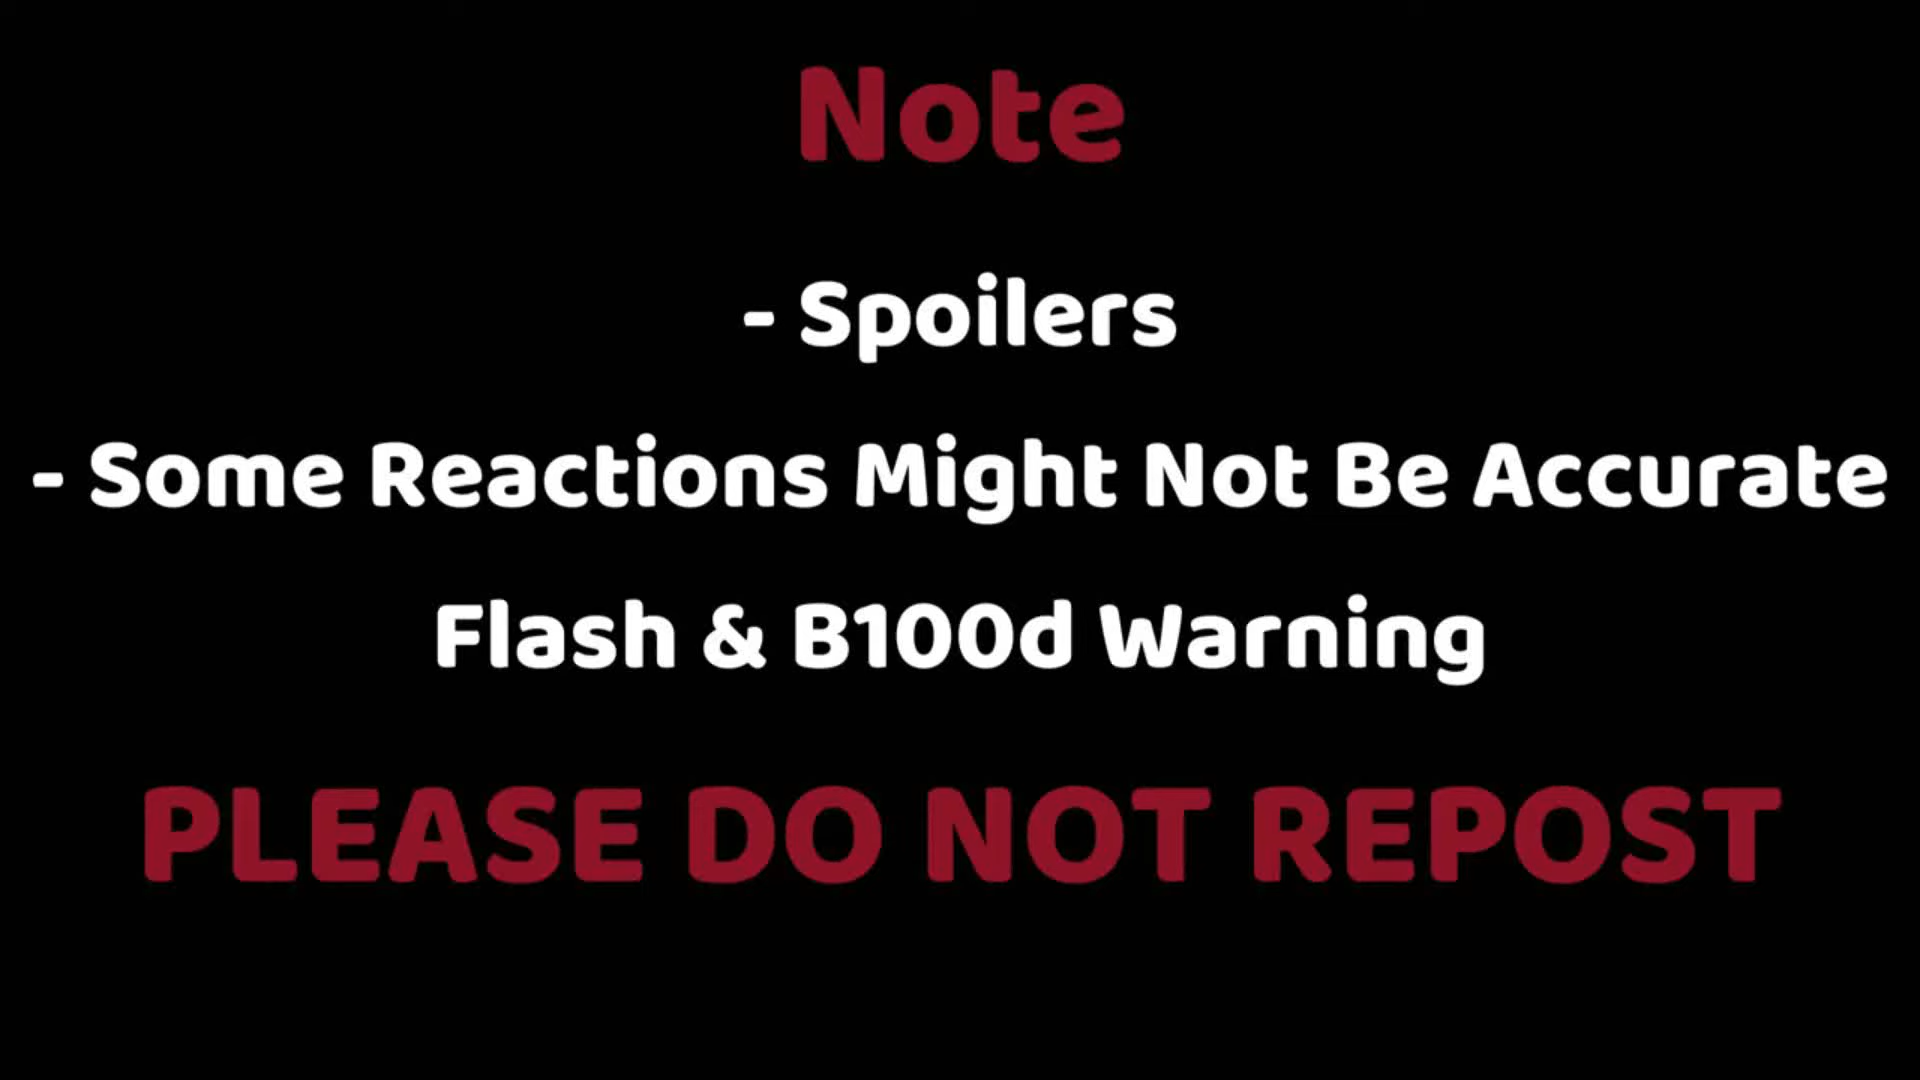 Note
- Spoilers
- Some Reactions Might Not Be Accurate
Flash & B100d Warning
PLEASE DO NOT REPOST